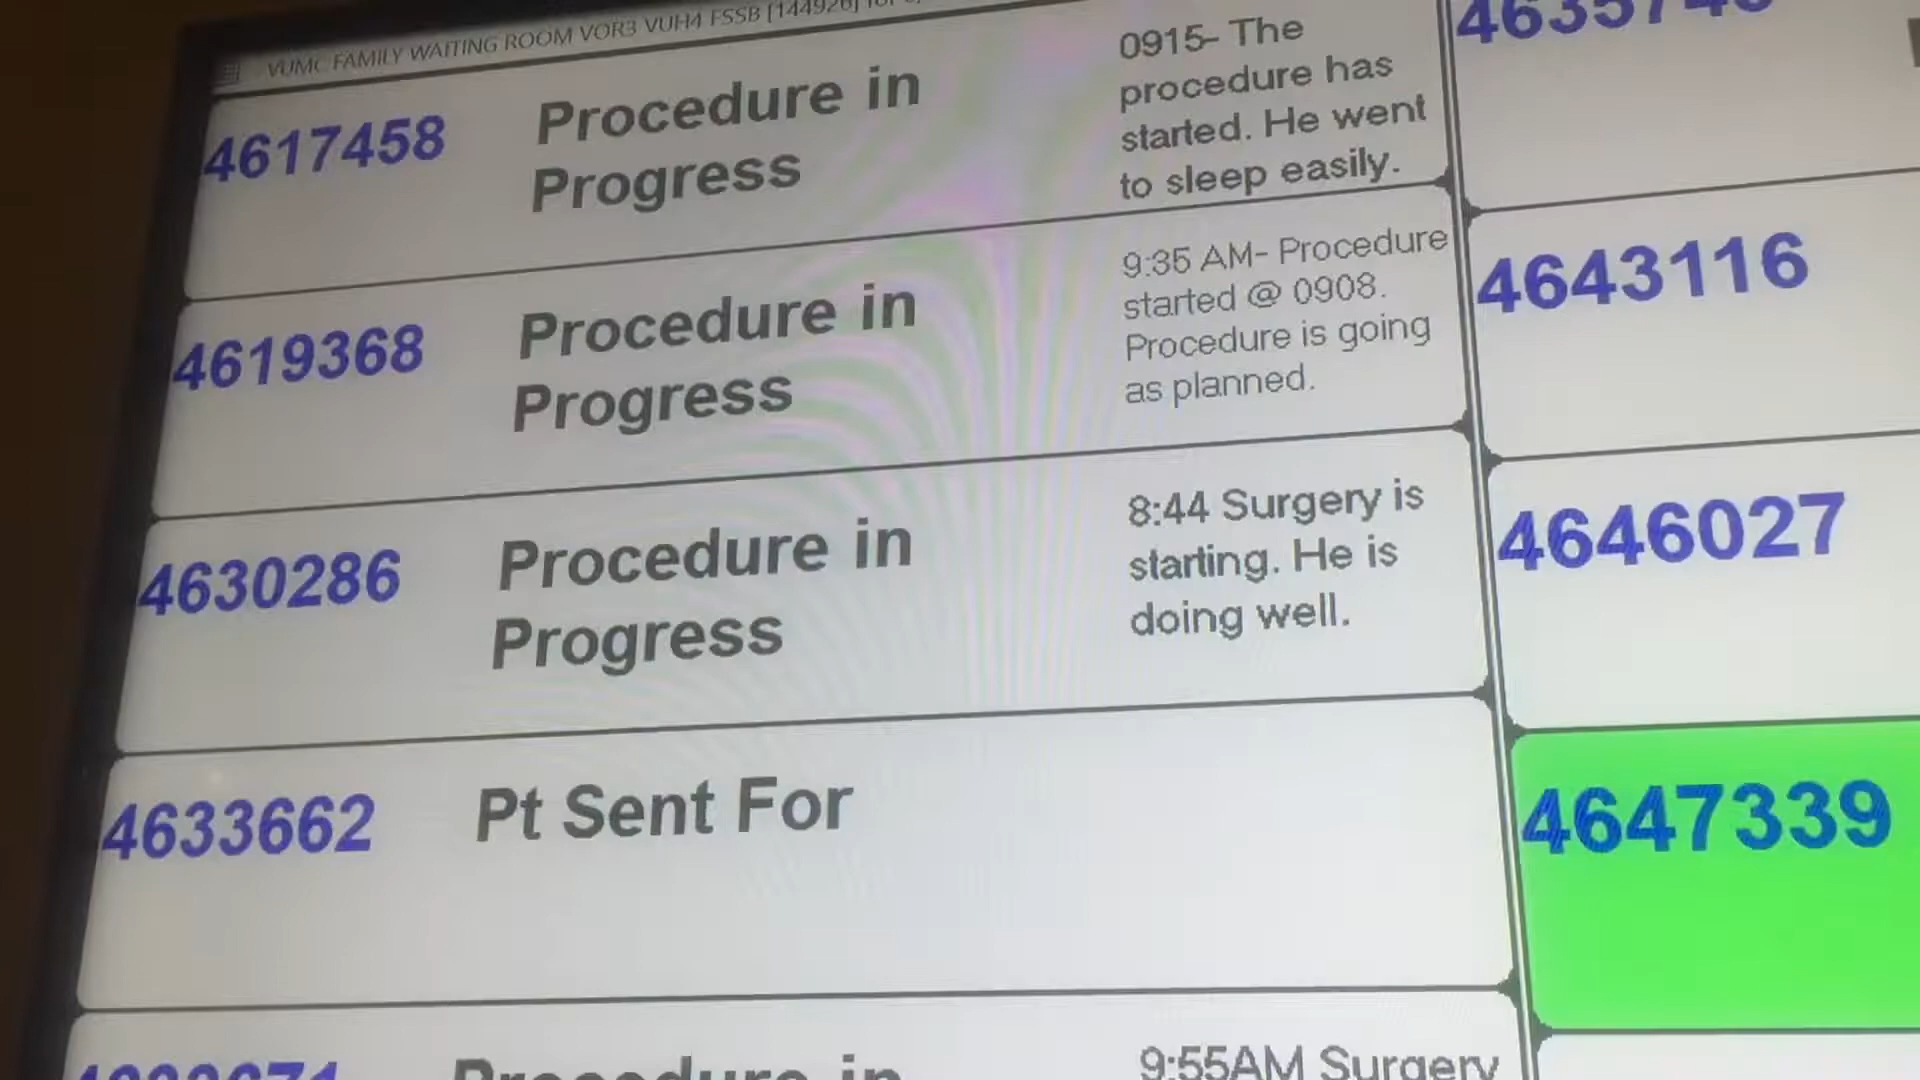 VUMC FAMILY WAITING ROOM VOR3 VUH4 FSSB [144926]
4617458
Procedure in
Progress
0915- The
procedure has
started. He went
to sleep easily.
4619368
Procedure in
Progress
9:35 AM- Procedure
started @ 0908.
Procedure is going
as planned.
4630286
Procedure in
Progress
8:44 Surgery is
starting. He is
doing well.
4633662
Pt Sent For
Procedure in
9:55AM Surgery
4643116
4646027
4647339